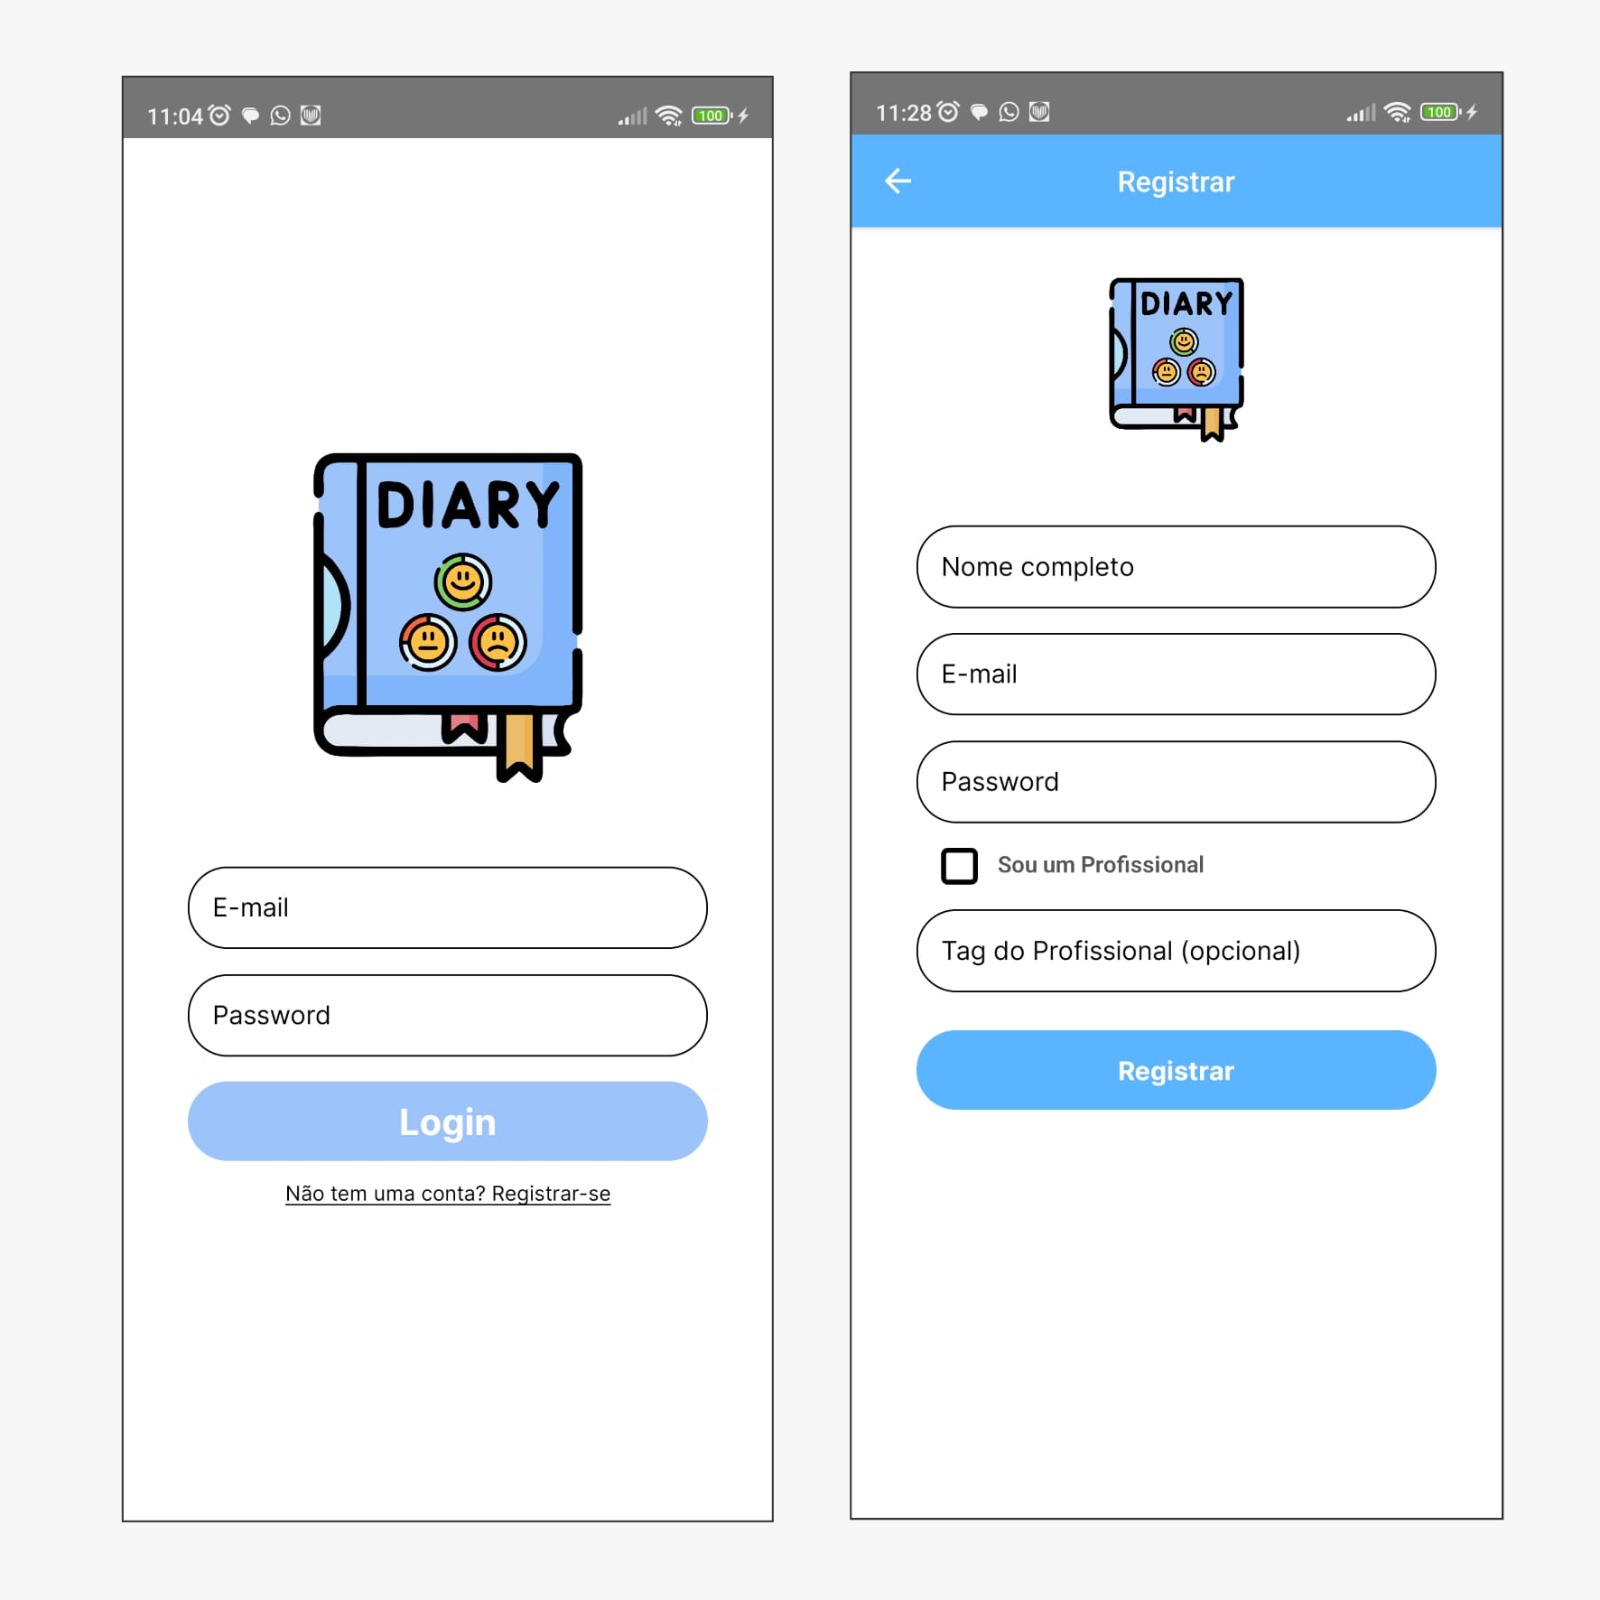 11:04
100
DIARY
E-mail
Password
Login
Não tem uma conta? Registrar-se
11:28
100
Registrar
DIARY
Nome completo
E-mail
Password
Sou um Profissional
Tag do Profissional (opcional)
Registrar